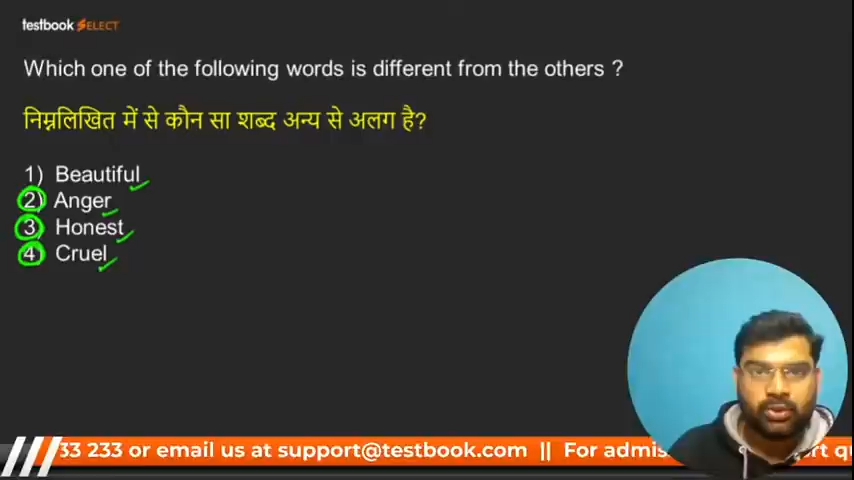 testbook SELECT
Which one of the following words is different from the others ?
निम्नलिखित में से कौन सा शब्द अन्य से अलग है?
1) Beautiful
2) Anger
3) Honest
4) Cruel
33 233 or email us at support@testbook.com || For admis